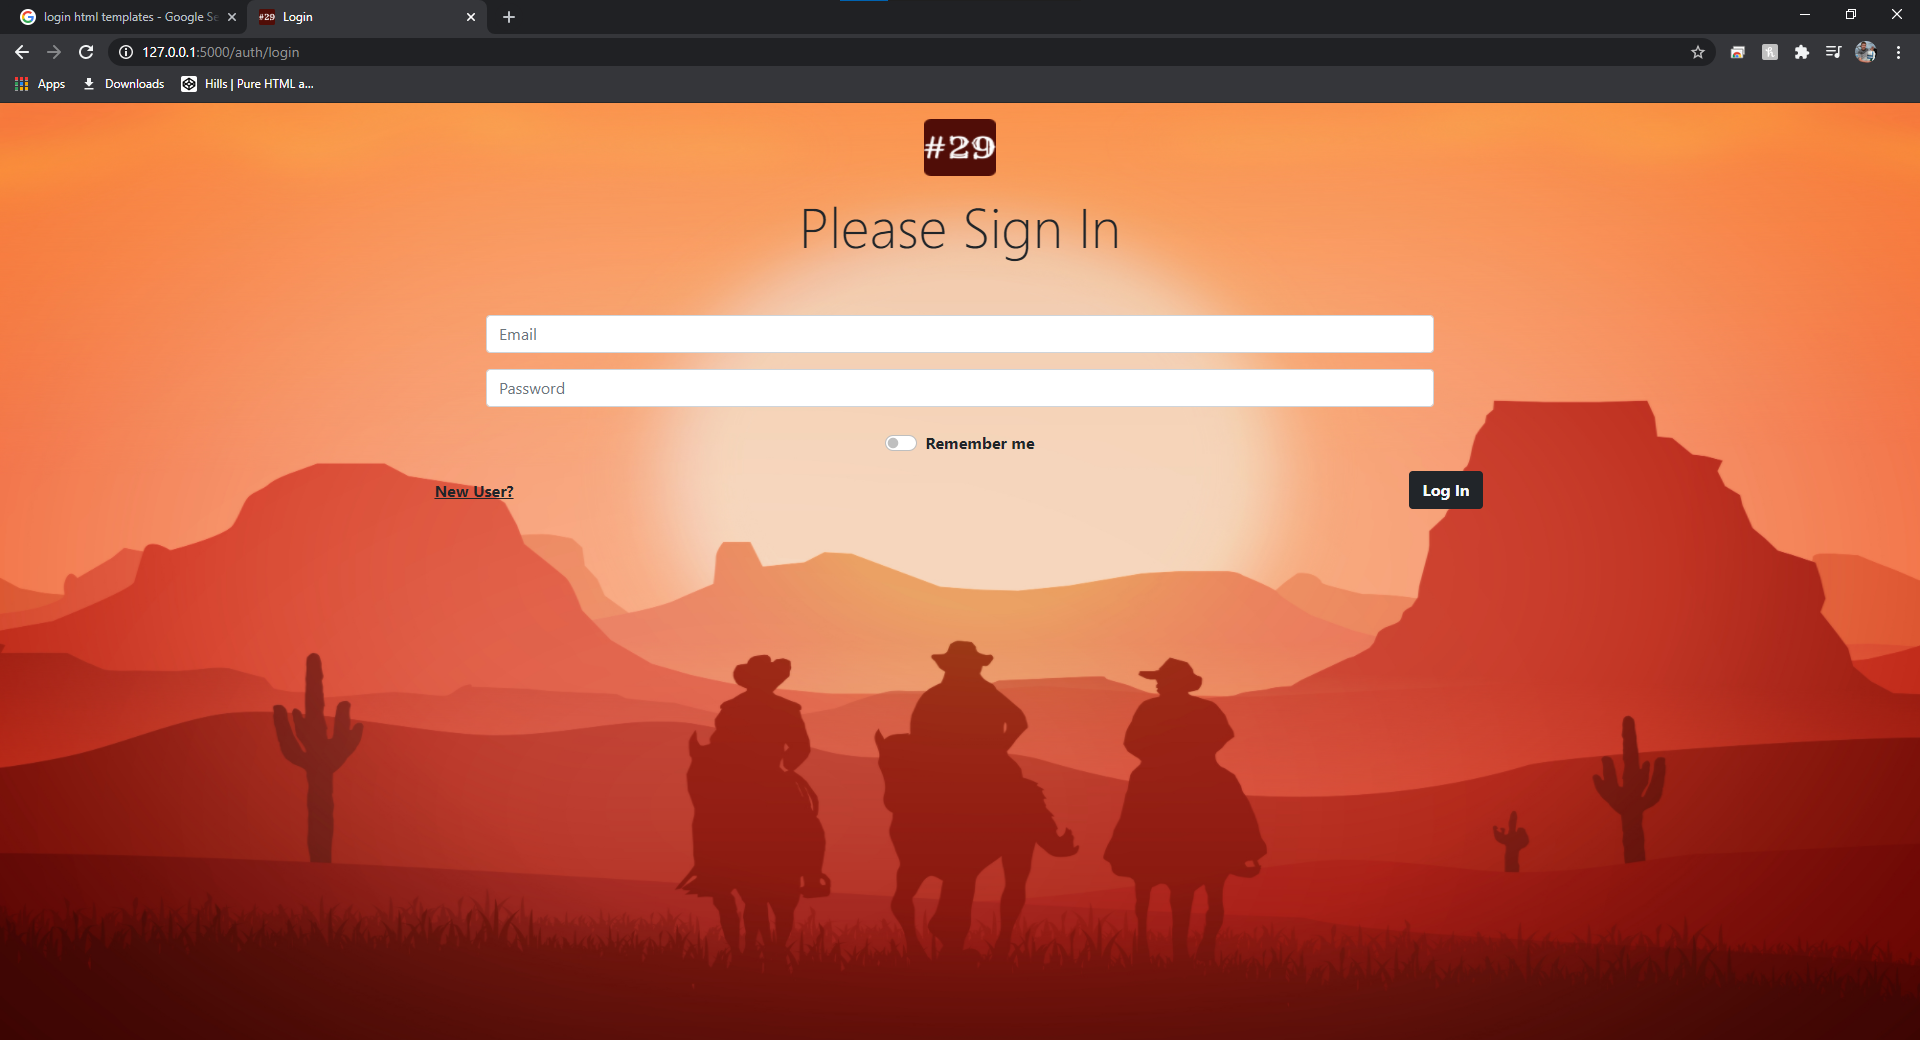 login html templates - Google Se
#29 Login
127.0.0.1:5000/auth/login
Apps
Downloads
Hills | Pure HTML a...
#29
Please Sign In
Email
Password
Remember me
New User?
Log In